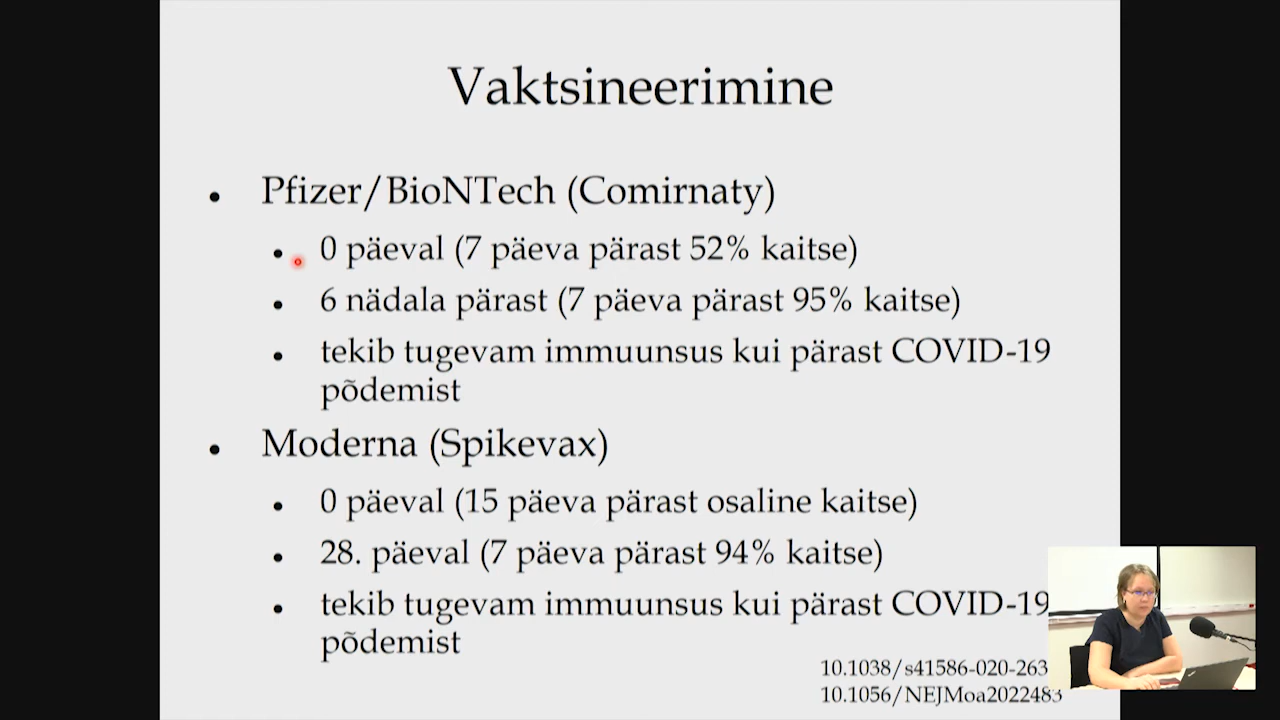 Vaktsineerimine
• Pfizer/BioNTech (Comirnaty)
• 0 päeval (7 päeva pärast 52% kaitse)
• 6 nädala pärast (7 päeva pärast 95% kaitse)
• tekib tugevam immuunsus kui pärast COVID-19
põdemist
• Moderna (Spikevax)
• 0 päeval (15 päeva pärast osaline kaitse)
• 28. päeval (7 päeva pärast 94% kaitse)
• tekib tugevam immuunsus kui pärast COVID-19
põdemist
10.1038/s41586-020-263
10.1056/NEJMoa2022483